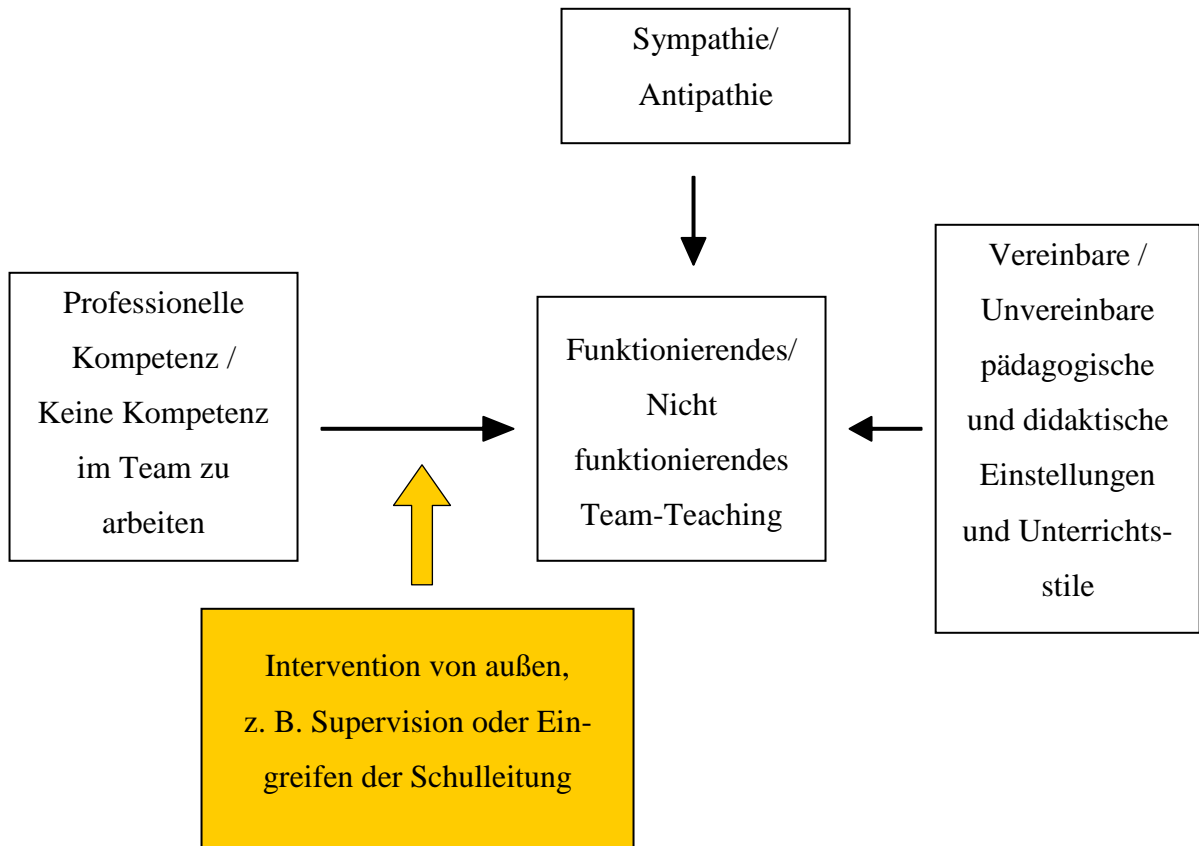 Sympathie/
Antipathie
Professionelle
Kompetenz /
Keine Kompetenz
im Team zu
arbeiten
Funktionierendes/
Nicht
funktionierendes
Team-Teaching
Vereinbare /
Unvereinbare
pädagogische
und didaktische
Einstellungen
und Unterrichts-
stile
Intervention von außen,
z. B. Supervision oder Ein-
greifen der Schulleitung